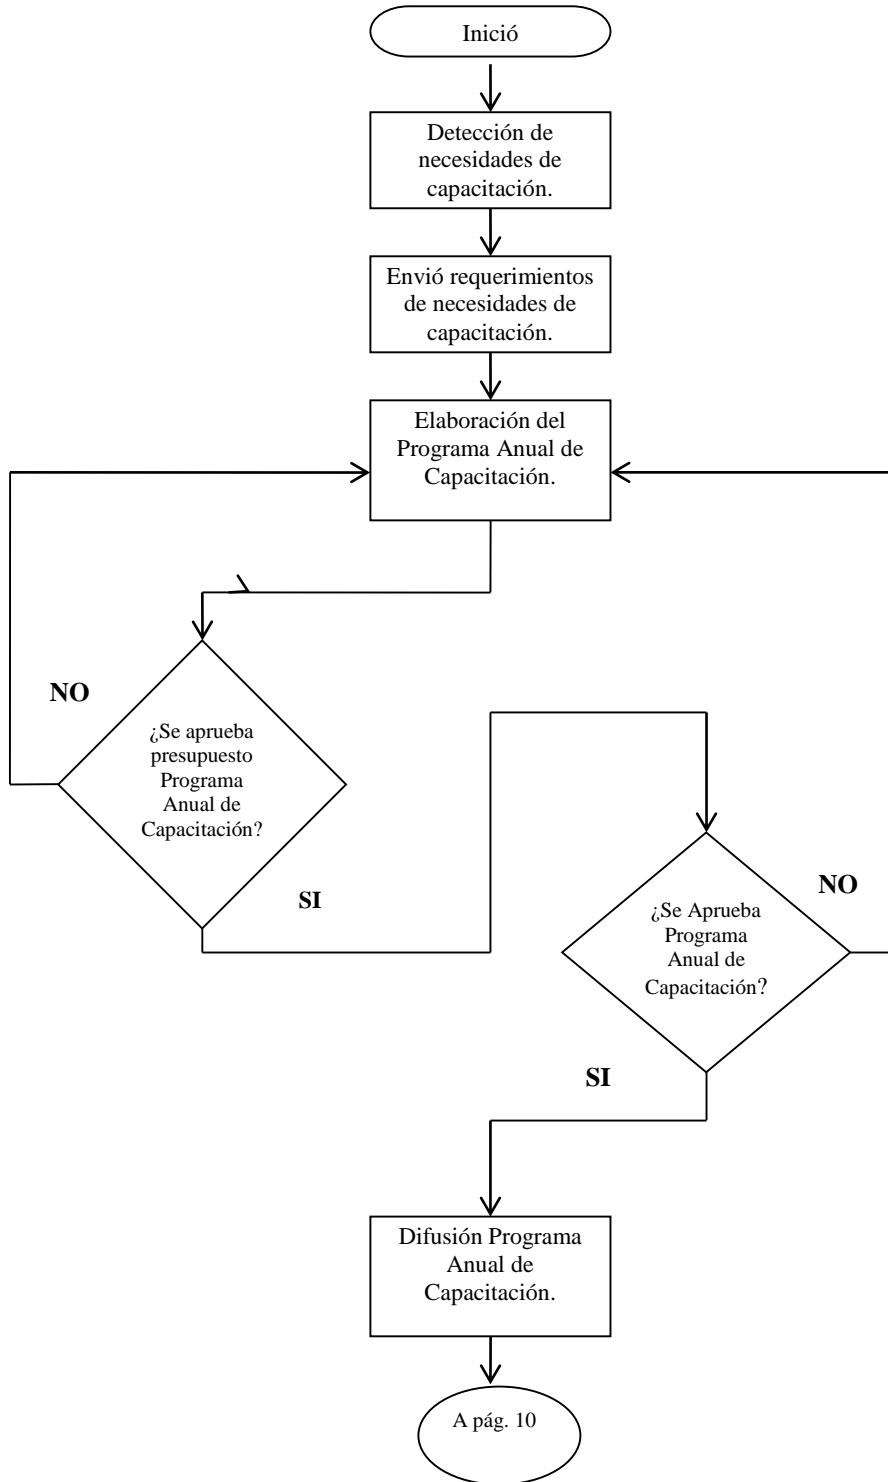 Inició
Detección de
necesidades de
capacitación.
Envió requerimientos
de necesidades de
capacitación.
Elaboración del
Programa Anual de
Capacitación.
NO
¿Se aprueba
presupuesto
Programa
Anual de
Capacitación?
SI
NO
¿Se Aprueba
Programa
Anual de
Capacitación?
SI
Difusión Programa
Anual de
Capacitación.
A pág. 10